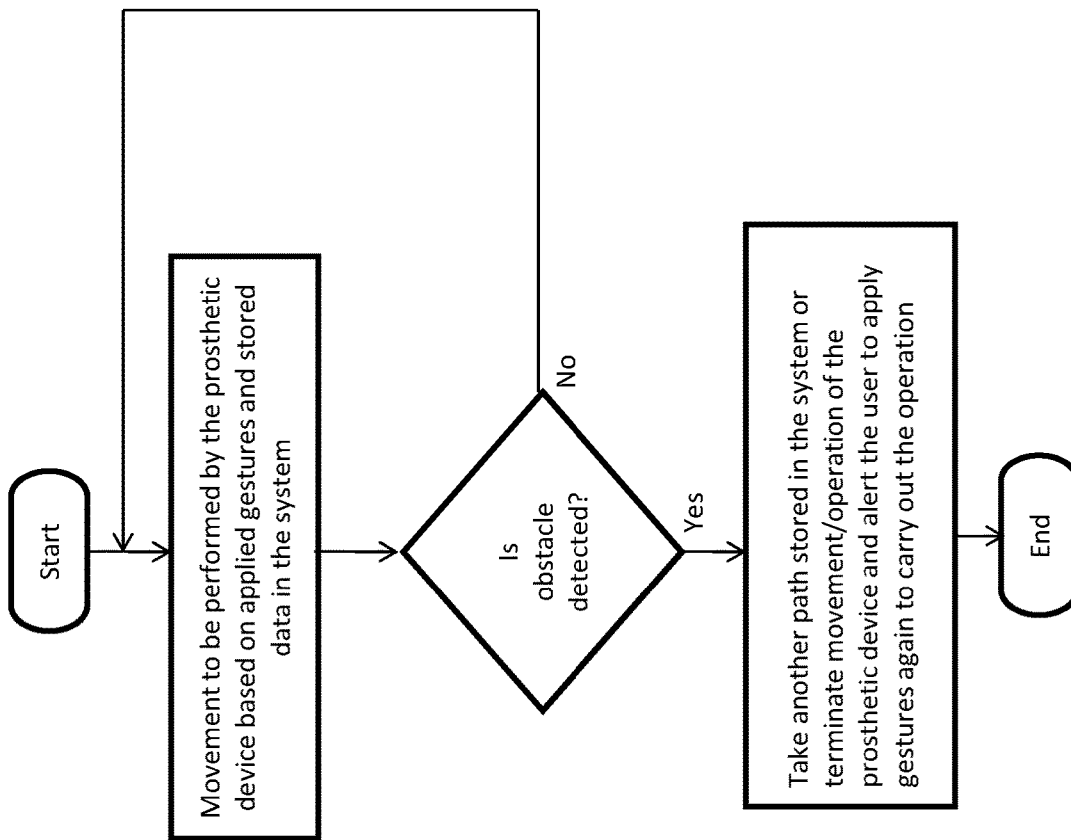 Start
Movement to be performed by the prosthetic
device based on applied gestures and stored
data in the system
Is
obstacle
detected?
No
Yes
Take another path stored in the system or
terminate movement/operation of the
prosthetic device and alert the user to apply
gestures again to carry out the operation
End